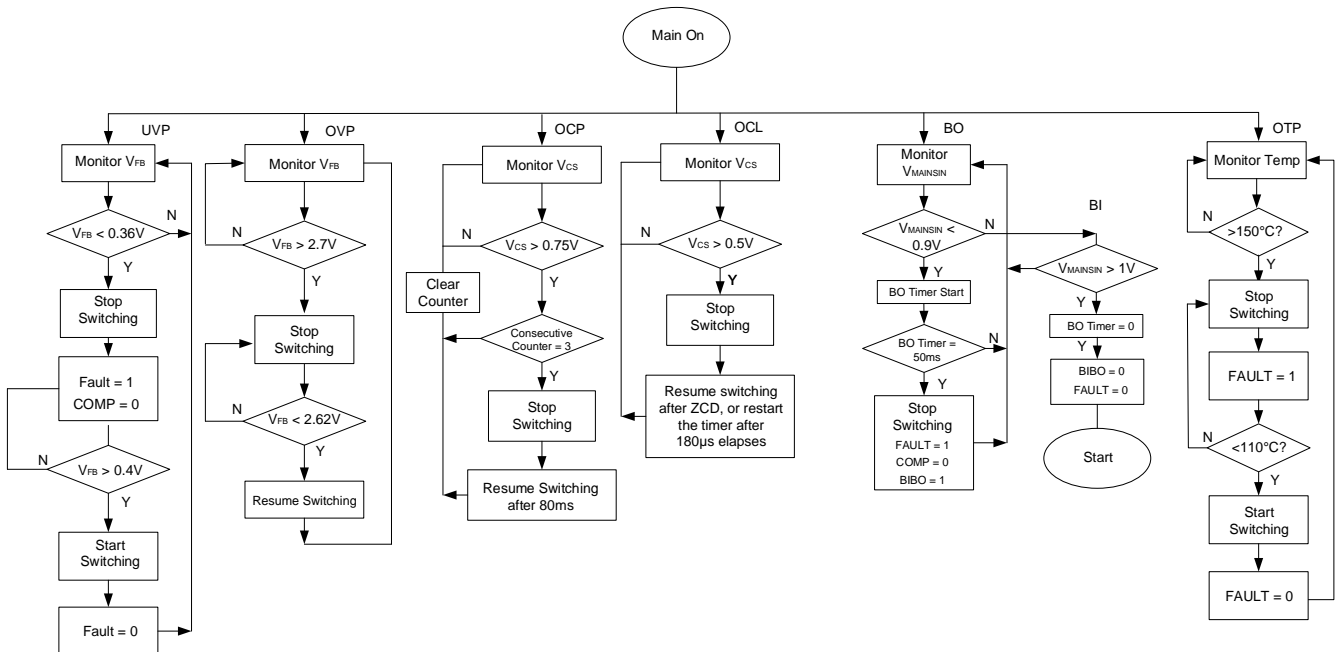 Main On
UVP
Monitor VFB
VFB < 0.36V
N
Y
Stop
Switching
Fault = 1
COMP = 0
N
VFB > 0.4V
Y
Start
Switching
Fault = 0
OVP
Monitor VFB
N
VFB > 2.7V
Y
Stop
Switching
N
VFB < 2.62V
Y
Resume Switching
OCP
Monitor VCS
N
VCS > 0.75V
Y
Clear
Counter
Consecutive
Counter = 3
Y
Stop
Switching
Resume Switching
after 80ms
OCL
Monitor VCS
N
VCS > 0.5V
Y
Stop
Switching
Resume switching
after ZCD, or restart
the timer after
180µs elapses
BO
Monitor
VMAINSIN
VMAINSIN <
0.9V
N
Y
BO Timer Start
BO Timer =
50ms
N
Y
Stop
Switching
FAULT = 1
COMP = 0
BIBO = 1
BI
VMAINSIN > 1V
Y
BO Timer = 0
Y
BIBO = 0
FAULT = 0
Start
OTP
Monitor Temp
N
>150°C?
Y
Stop
Switching
FAULT = 1
N
<110°C?
Y
Start
Switching
FAULT = 0